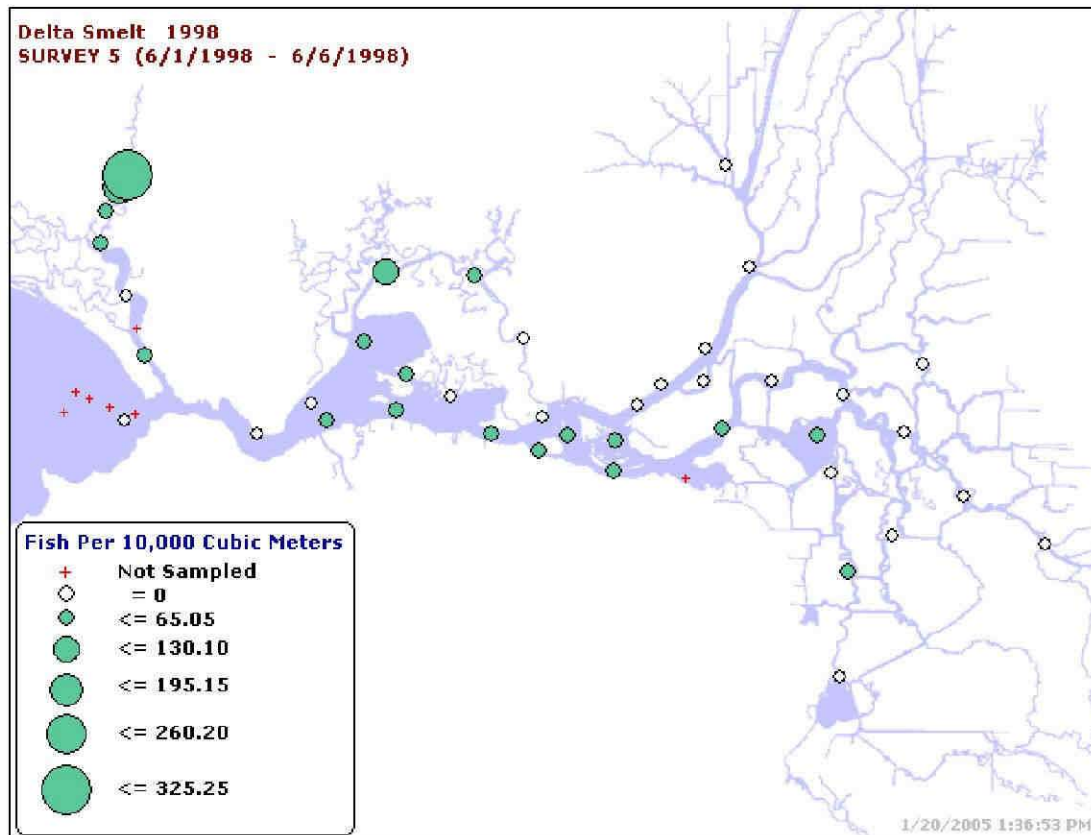 Delta Smelt 1998
SURVEY 5 (6/1/1998 - 6/6/1998)
Fish Per 10,000 Cubic Meters
Not Sampled
= 0
<= 65.05
<= 130.10
<= 195.15
<= 260.20
<= 325.25
1/20/2005 1:36:53 PM